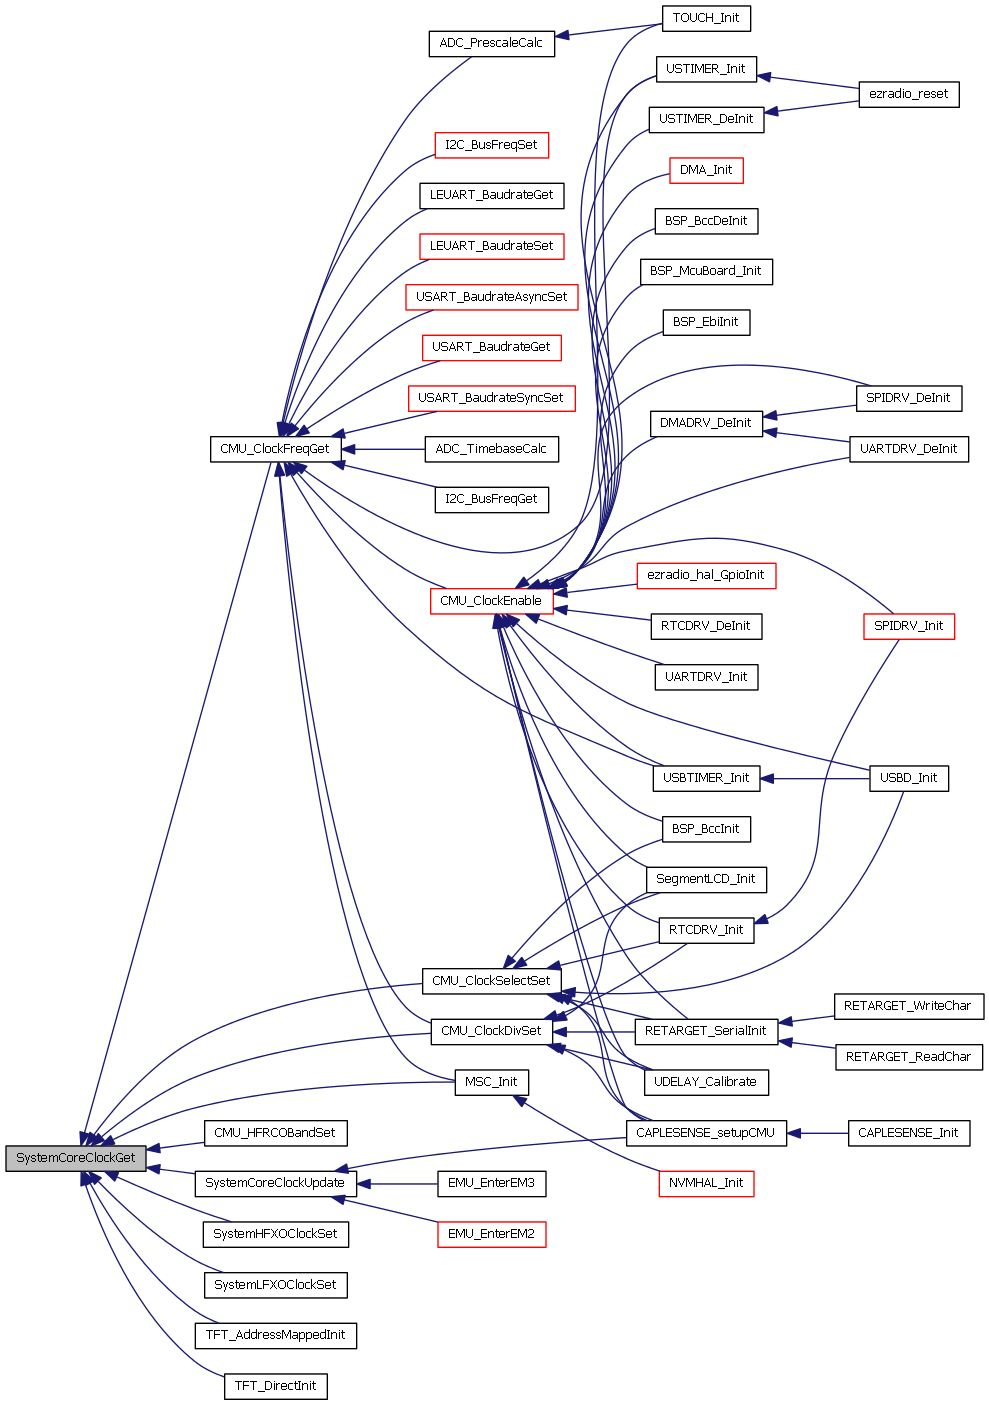 TOUCH_Init
ADC_PrescaleCalc
USTIMER_Init
ezradio_reset
USTIMER_DeInit
I2C_BusFreqSet
DMA_Init
LEUART_BaudrateGet
BSP_BccDeInit
LEUART_BaudrateSet
BSP_McuBoard_Init
USART_BaudrateAsyncSet
BSP_EbiInit
USART_BaudrateGet
USART_BaudrateSyncSet
SPIDRV_DeInit
DMADRV_DeInit
CMU_ClockFreqGet
ADC_TimebaseCalc
UARTDRV_DeInit
I2C_BusFreqGet
ezradio_hal_GpioInit
CMU_ClockEnable
RTCDRV_DeInit
SPIDRV_Init
UARTDRV_Init
USBTIMER_Init
USBD_Init
BSP_BccInit
SegmentLCD_Init
RTCDRV_Init
CMU_ClockSelectSet
RETARGET_WriteChar
CMU_ClockDivSet
RETARGET_SerialInit
RETARGET_ReadChar
MSC_Init
UDELAY_Calibrate
CMU_HFRCOBandSet
CAPLESENSE_setupCMU
CAPLESENSE_Init
SystemCoreClockGet
SystemCoreClockUpdate
EMU_EnterEM3
NVMHAL_Init
SystemHFXOClockSet
EMU_EnterEM2
SystemLFXOClockSet
TFT_AddressMappedInit
TFT_DirectInit